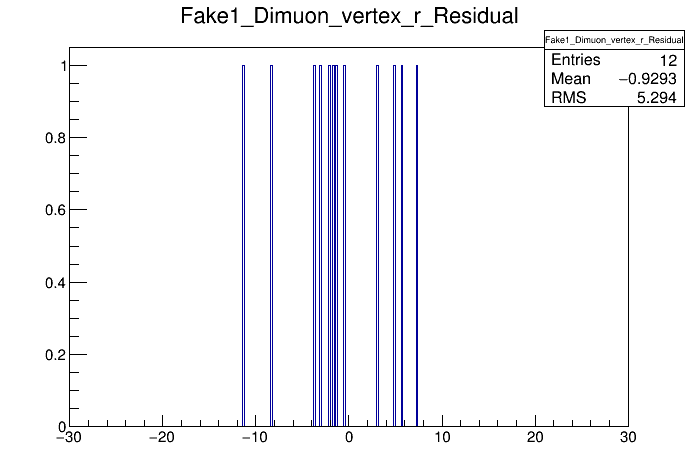 Fake1_Dimuon_vertex_r_Residual
Fake1_Dimuon_vertex_r_Residual
Entries 12
Mean −0.9293
RMS 5.294
1
0.8
0.6
0.4
0.2
0
−30 −20 −10 0 10 20 30